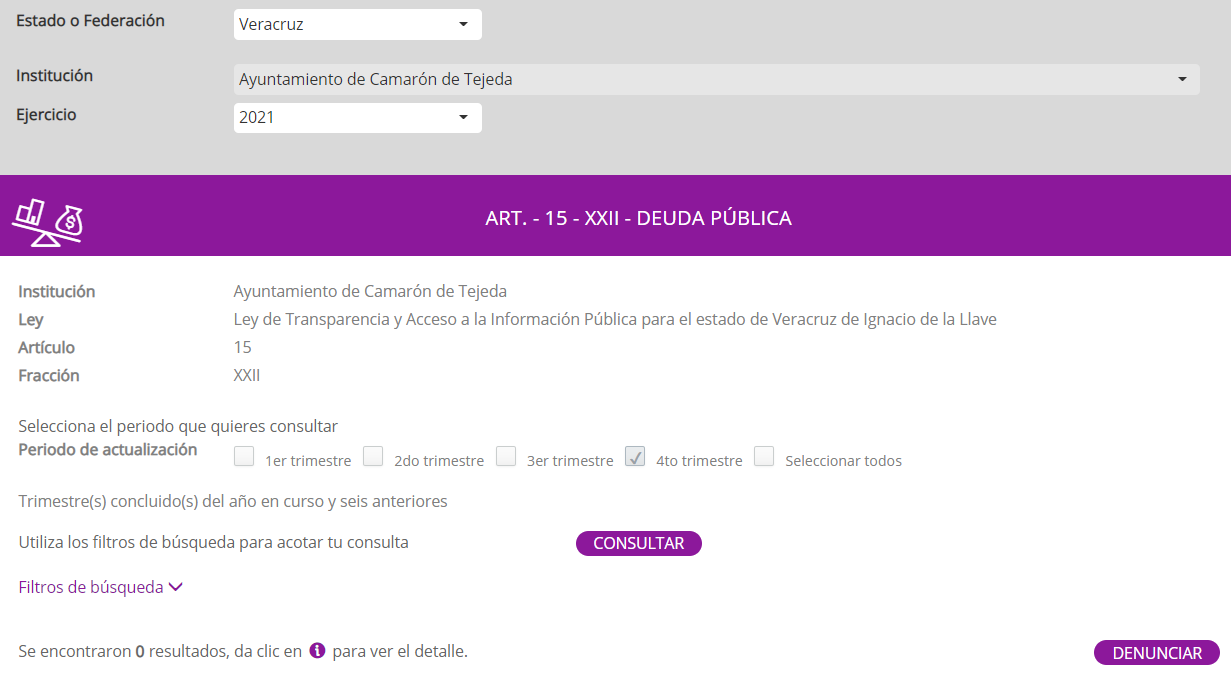 Estado o Federación Veracruz
Institución Ayuntamiento de Camarón de Tejeda
Ejercicio 2021
ART. - 15 - XXII - DEUDA PÚBLICA
Institución Ayuntamiento de Camarón de Tejeda
Ley Ley de Transparencia y Acceso a la Información Pública para el estado de Veracruz de Ignacio de la Llave
Artículo 15
Fracción XXII
Selecciona el periodo que quieres consultar
Periodo de actualización 1er trimestre 2do trimestre 3er trimestre 4to trimestre Seleccionar todos
Trimestre(s) concluido(s) del año en curso y seis anteriores
Utiliza los filtros de búsqueda para acotar tu consulta CONSULTAR
Filtros de búsqueda
Se encontraron 0 resultados, da clic en i para ver el detalle. DENUNCIAR